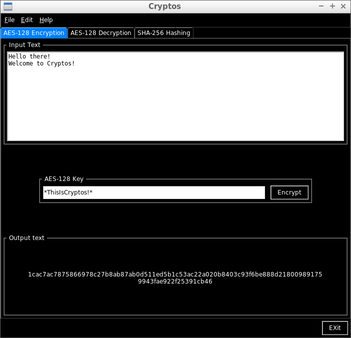 Cryptos
File Edit Help
AES-128 Encryption AES-128 Decryption SHA-256 Hashing
Input Text
Hello there!
Welcome to Cryptos!
AES-128 Key
*ThisIsCryptos!*
Encrypt
Output text
1cac7ac7875866978c27b8ab87ab0d511ed5b1c53ac22a020b8403c93f6be888d21800989175
9943fae922f25391cb46
EXit